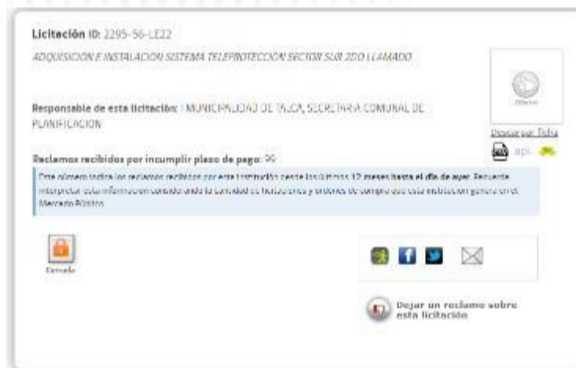 Licitación ID: 2295-56-LE22
ADQUISICIÓN E INSTALACIÓN SISTEMA TELEPROTECCIÓN SECTOR SUR 2DO LLAMADO
Responsable de esta licitación: I MUNICIPALIDAD DE TALCA, SECRETARIA COMUNAL DE
PLANIFICACION
Descargar Ficha
Reclamos recibidos por incumplir plazo de pago:
Este número indica los reclamos recibidos por esta institución desde los últimos 12 meses hasta el día de ayer. Recuerde
interpretar esta información considerando la cantidad de licitaciones y órdenes de compra que esta institución genera en el
Mercado Público.
Cerrada
Dejar un reclamo sobre
esta licitación